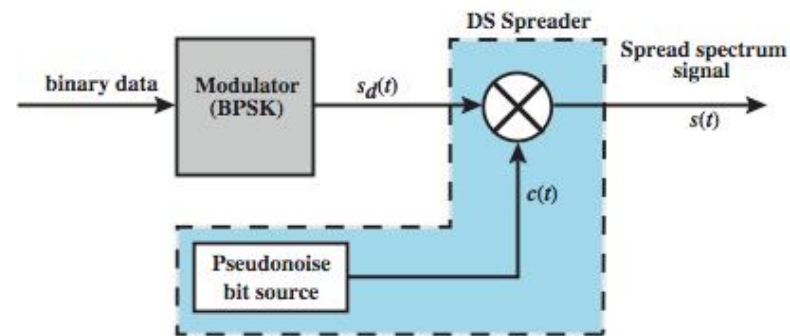 DS Spreader
Spread spectrum
signal
binary data
Modulator
(BPSK)
sd(t)
s(t)
c(t)
Pseudonoise
bit source